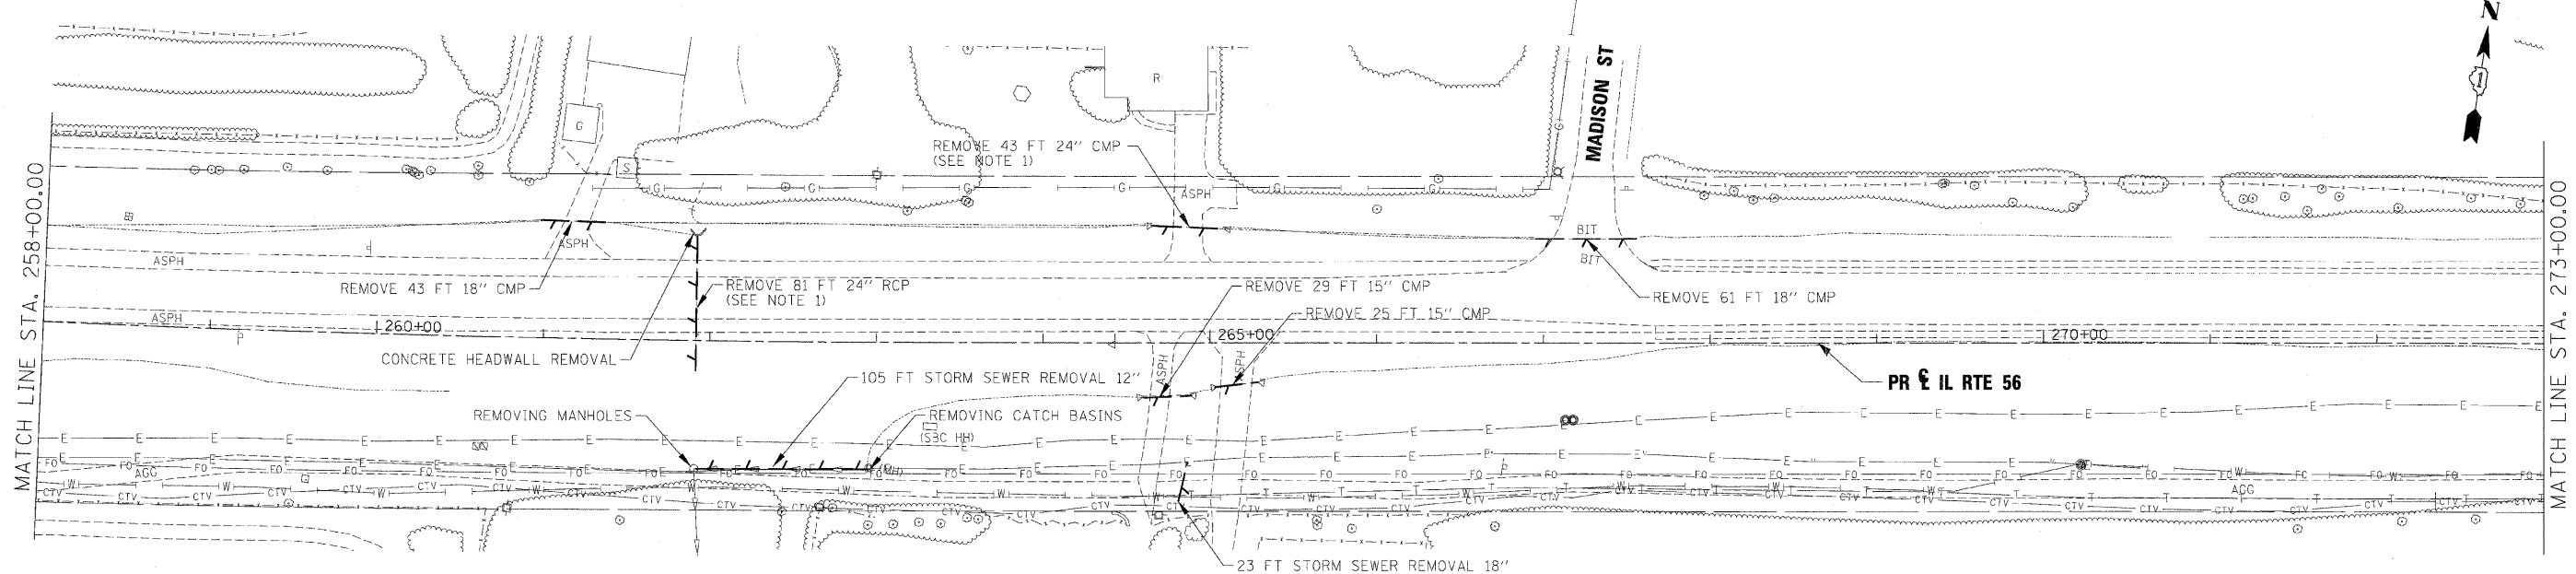 N
1
MADISON ST
R
G
S
REMOVE 43 FT 24" CMP
(SEE NOTE 1)
G G G G G G
ASPH
MATCH LINE STA. 258+00.00
MATCH LINE STA. 273+00.00
ASPH
BIT
BIT
ASPH
REMOVE 43 FT 18" CMP
REMOVE 81 FT 24" RCP
(SEE NOTE 1)
REMOVE 29 FT 15" CMP
REMOVE 61 FT 18" CMP
REMOVE 25 FT 15" CMP
ASPH
260+00
265+00
270+00
CONCRETE HEADWALL REMOVAL
ASPH
ASPH
105 FT STORM SEWER REMOVAL 12"
PR ℄ IL RTE 56
REMOVING MANHOLES
REMOVING CATCH BASINS
(SBC HH)
AGG
AGG
23 FT STORM SEWER REMOVAL 18"